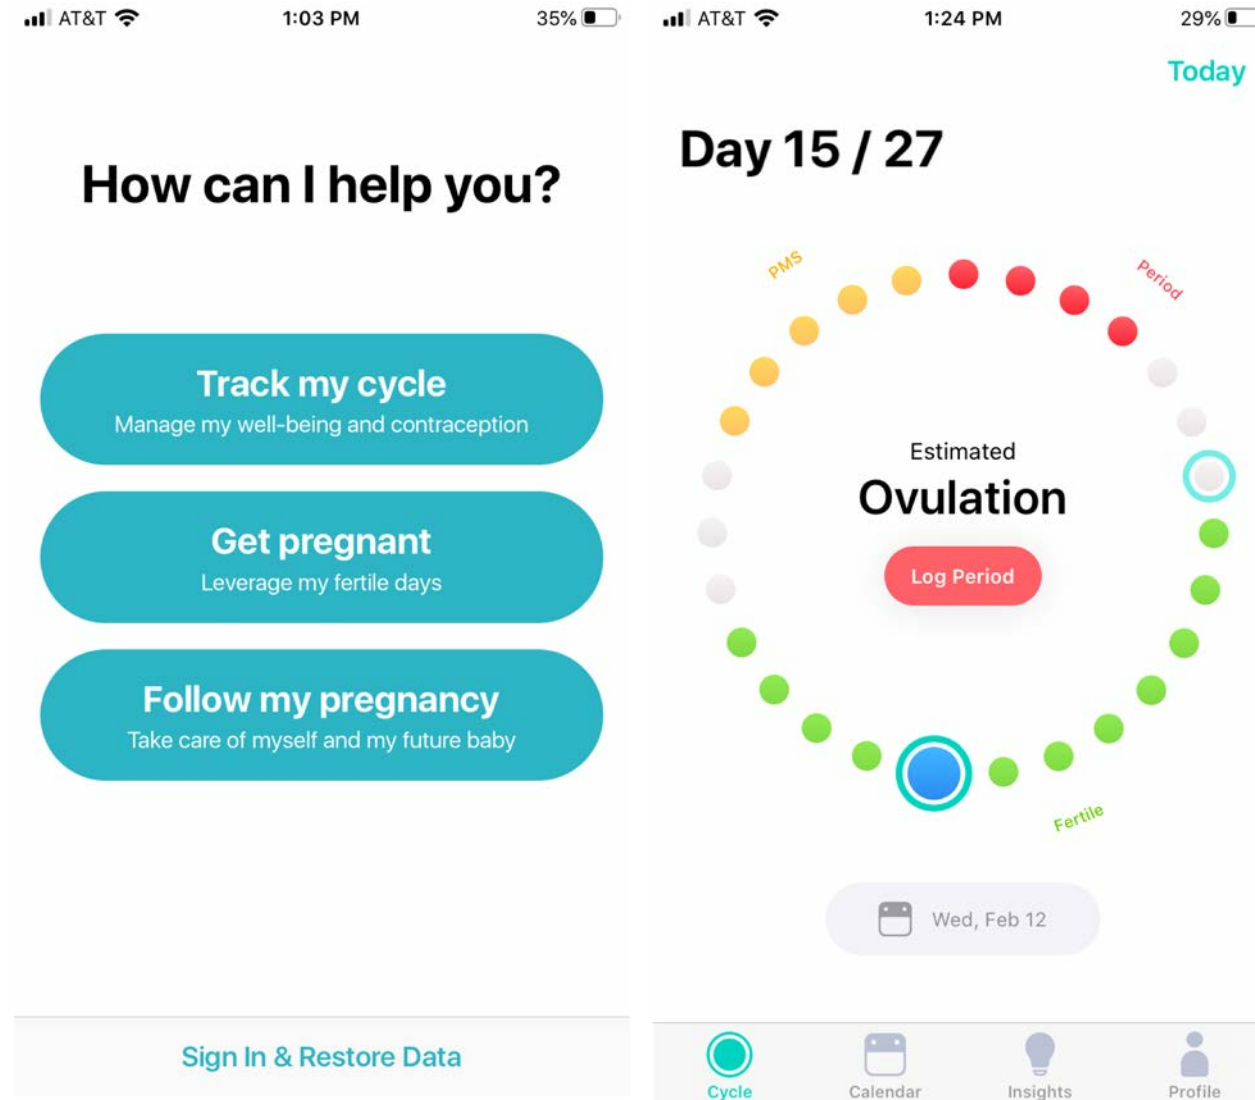 AT&T 1:03 PM 35%
How can I help you?
Track my cycle
Manage my well-being and contraception
Get pregnant
Leverage my fertile days
Follow my pregnancy
Take care of myself and my future baby
Sign In & Restore Data
AT&T 1:24 PM 29%
Today
Day 15 / 27
PMS
Period
Estimated
Ovulation
Log Period
Fertile
Wed, Feb 12
Cycle Calendar Insights Profile